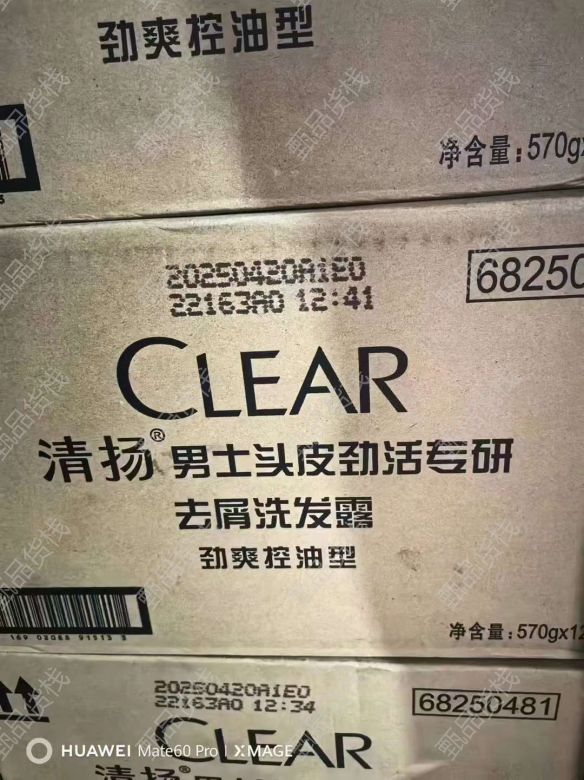 劲爽控油型
净含量:570gx
20250420A1E0
22163A0 12:41
68250
CLEAR
清扬®男士头皮劲活专研
去屑洗发露
劲爽控油型
净含量:570gx12
20250420A1E0
22163A0 12:34
68250481
CLEAR
HUAWEI Mate60 Pro | XMAGE
甄品货栈